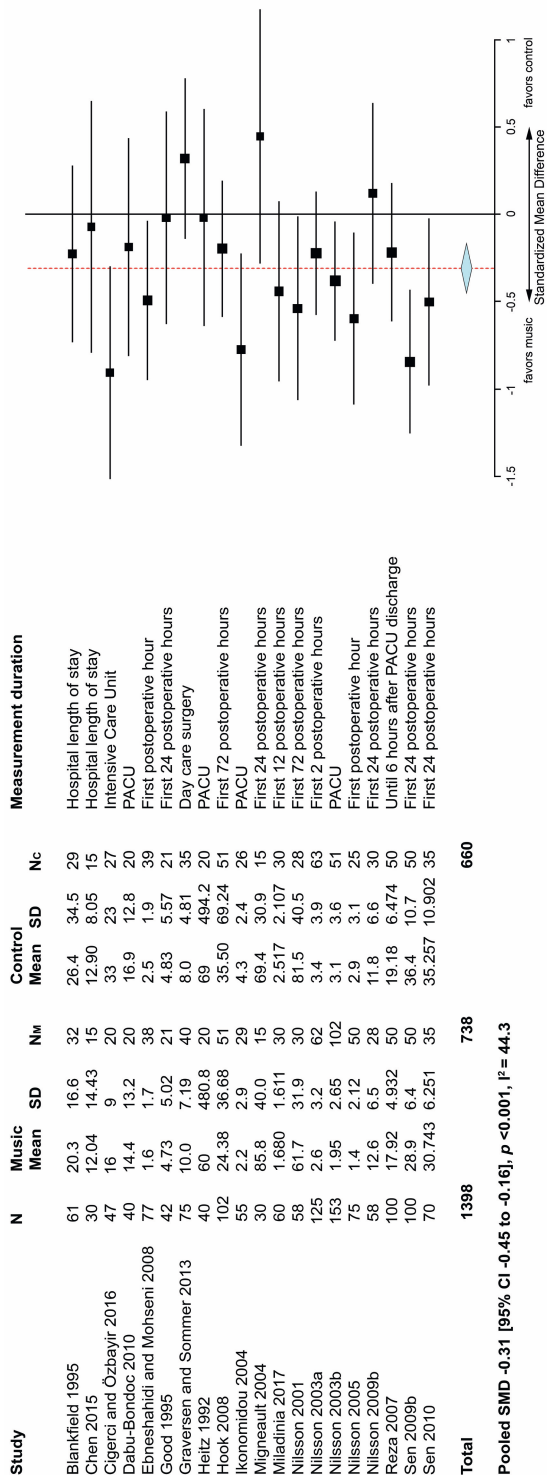 Study N Music Mean SD NM Control Mean SD NC Measurement duration
Blankfield 1995 61 20.3 16.6 32 26.4 34.5 29 Hospital length of stay
Chen 2015 30 12.04 14.43 15 12.90 8.05 15 Hospital length of stay
Cigerci and Özbayir 2016 47 16 9 20 33 23 27 Intensive Care Unit
Dabu-Bondoc 2010 40 14.4 13.2 20 16.9 12.8 20 PACU
Ebneshahidi and Mohseni 2008 77 1.6 1.7 38 2.5 1.9 39 First postoperative hour
Good 1995 42 4.73 5.02 21 4.83 5.57 21 First 24 postoperative hours
Graversen and Sommer 2013 75 10.0 7.19 40 8.0 4.81 35 Day care surgery
Heitz 1992 40 60 480.8 20 69 494.2 20 PACU
Hook 2008 102 24.38 36.68 51 35.50 69.24 51 First 72 postoperative hours
Ikonomidou 2004 55 2.2 2.9 29 4.3 2.4 26 PACU
Migneault 2004 30 85.8 40.0 15 69.4 30.9 15 First 24 postoperative hours
Miladinia 2017 60 1.680 1.611 30 2.517 2.107 30 First 12 postoperative hours
Nilsson 2001 58 61.7 31.9 30 81.5 40.5 28 First 72 postoperative hours
Nilsson 2003a 125 2.6 3.2 62 3.4 3.9 63 First 2 postoperative hours
Nilsson 2003b 153 1.95 2.65 102 3.1 3.6 51 PACU
Nilsson 2005 75 1.4 2.12 50 2.9 3.1 25 First postoperative hour
Nilsson 2009b 58 12.6 6.5 28 11.8 6.6 30 First 24 postoperative hours
Reza 2007 100 17.92 4.932 50 19.18 6.474 50 Until 6 hours after PACU discharge
Sen 2009b 100 28.9 6.4 50 36.4 10.7 50 First 24 postoperative hours
Sen 2010 70 30.743 6.251 35 35.257 10.902 35 First 24 postoperative hours
Total 1398 738 660
Pooled SMD -0.31 [95% CI -0.45 to -0.16], p <0.001, I² = 44.3
-1.5 -1 -0.5 0 0.5 1
favors music favors control
Standardized Mean Difference